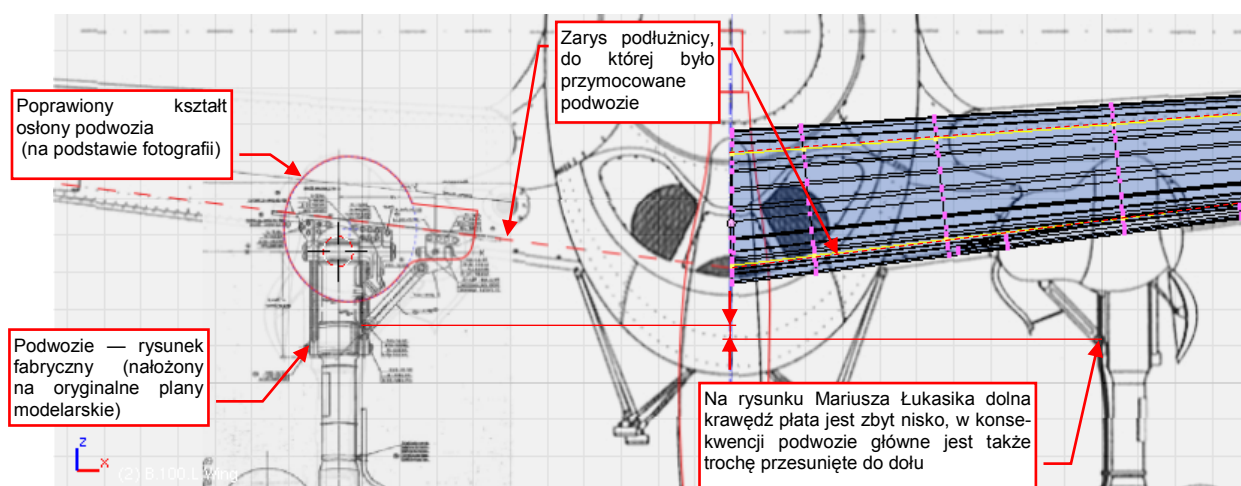 Zarys podłużnicy,
do której było
przymocowane
podwozie
Poprawiony kształt
osłony podwozia
(na podstawie fotografii)
Podwozie — rysunek
fabryczny (nałożony
na oryginalne plany
modelarskie)
Na rysunku Mariusza Łukasika dolna
krawędź płata jest zbyt nisko, w konse-
kwencji podwozie główne jest także
trochę przesunięte do dołu
z
x
(2) B.100.L.Wing